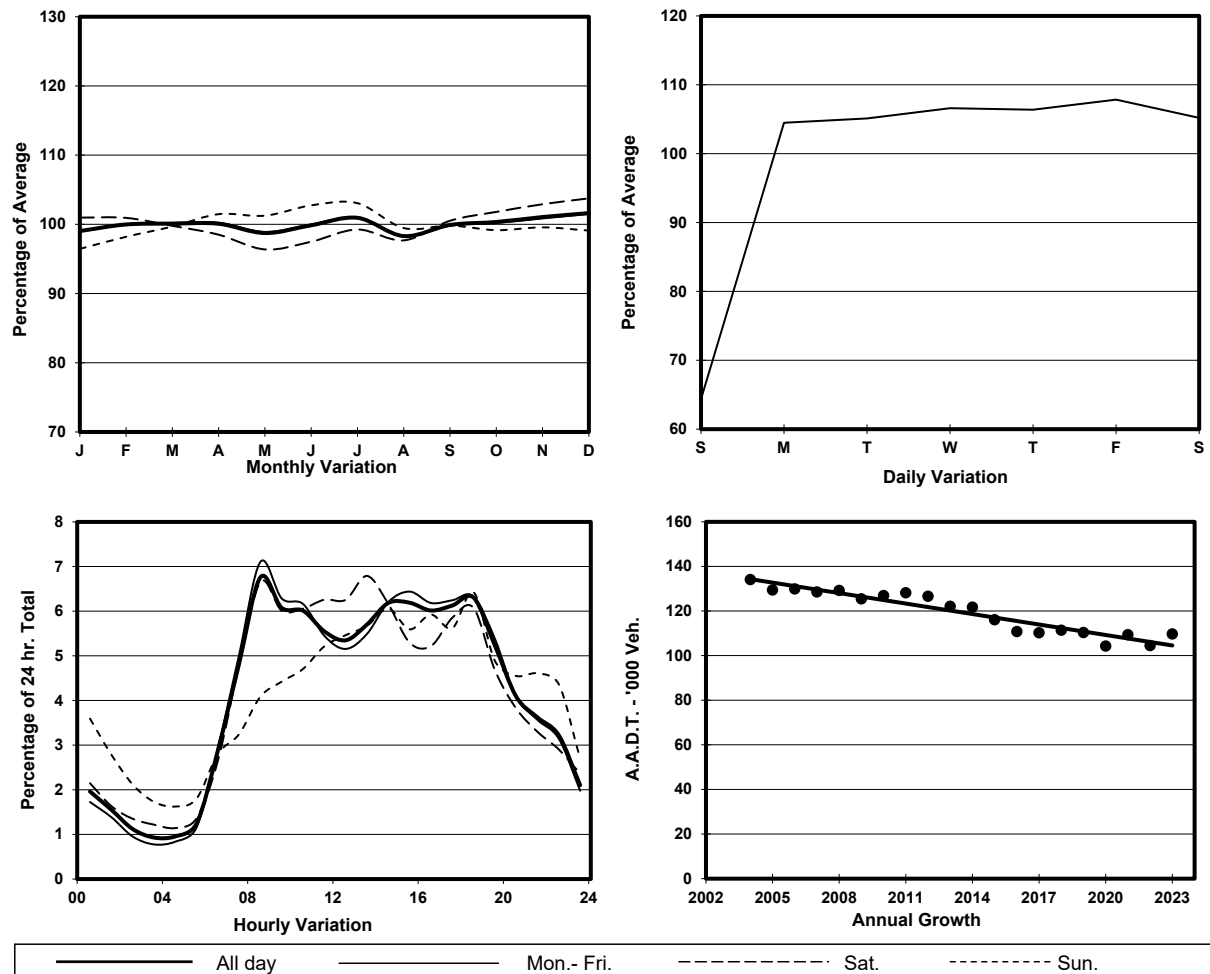 Percentage of Average
130
120
110
100
90
80
70
J F M A M J J A S O N D
Monthly Variation
Percentage of Average
120
110
100
90
80
70
60
S M T W T F S
Daily Variation
Percentage of 24 hr. Total
8
7
6
5
4
3
2
1
0
00 04 08 12 16 20 24
Hourly Variation
A.A.D.T. - '000 Veh.
160
140
120
100
80
60
40
20
0
2002 2005 2008 2011 2014 2017 2020 2023
Annual Growth
All day Mon.- Fri. Sat. Sun.